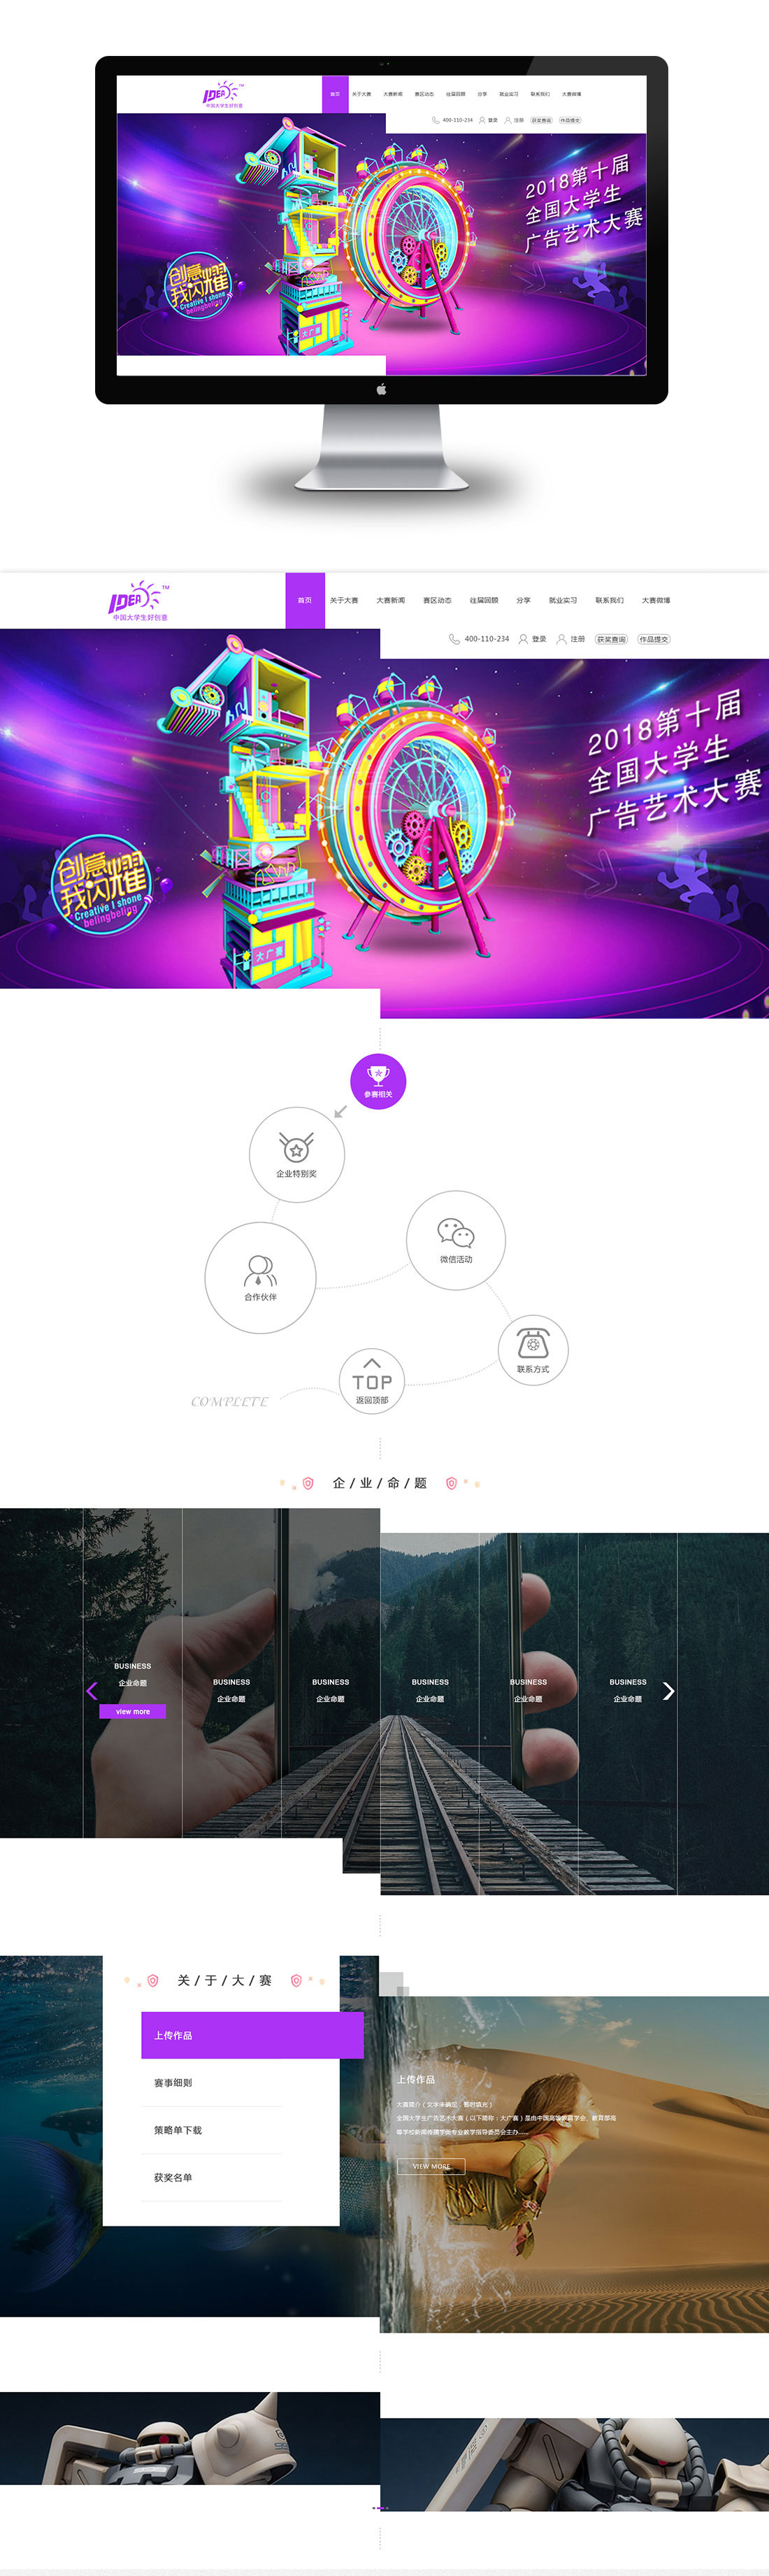 IDEA TM
中国大学生好创意
首页 关于大赛 大赛新闻 赛区动态 往届回顾 分享 就业实习 联系我们 大赛微博
400-110-234 登录 注册 获奖查询 作品提交
2018第十届
全国大学生
广告艺术大赛
创意
我闪耀
Creative I shone
belingbeling
大广赛
IDEA TM
中国大学生好创意
首页 关于大赛 大赛新闻 赛区动态 往届回顾 分享 就业实习 联系我们 大赛微博
400-110-234 登录 注册 获奖查询 作品提交
2018第十届
全国大学生
广告艺术大赛
创意
我闪耀
Creative I shone
belingbeling
大广赛
参赛相关
企业特别奖
微信活动
合作伙伴
联系方式
TOP
返回顶部
COMPLETE
企/业/命/题
BUSINESS
企业命题
view more
BUSINESS
企业命题
BUSINESS
企业命题
BUSINESS
企业命题
BUSINESS
企业命题
BUSINESS
企业命题
关/于/大/赛
上传作品
赛事细则
策略单下载
获奖名单
上传作品
大赛简介（文字未确定，暂时填充）
全国大学生广告艺术大赛（以下简称：大广赛）是由中国高等教育学会、教育部高
等学校新闻传播学类专业教学指导委员会主办......
VIEW MORE